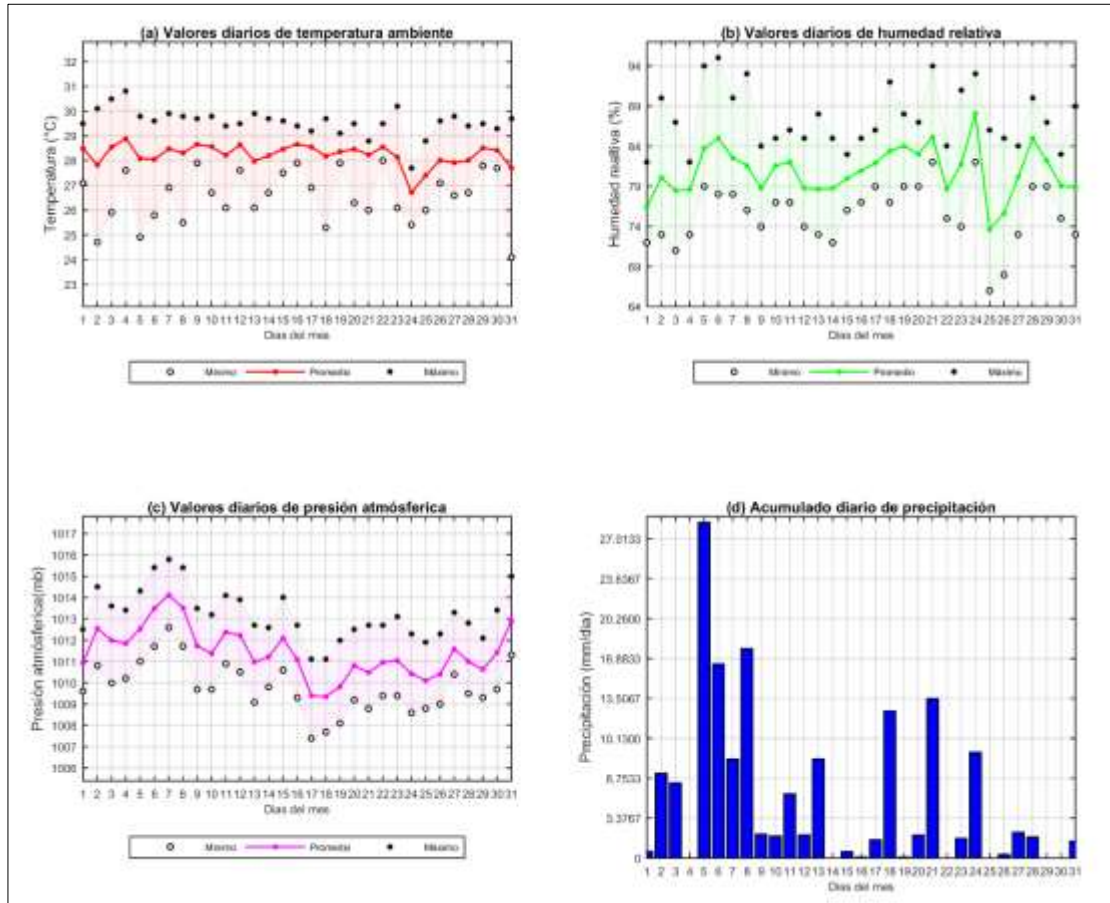 (a) Valores diarios de temperatura ambiente
Temperatura (°C)
32
31
30
29
28
27
26
25
24
23
1 2 3 4 5 6 7 8 9 10 11 12 13 14 15 16 17 18 19 20 21 22 23 24 25 26 27 28 29 30 31
Dias del mes
Minimo Promedio Máximo
(b) Valores diarios de humedad relativa
Humedad realtiva (%)
94
89
84
79
74
69
64
1 2 3 4 5 6 7 8 9 10 11 12 13 14 15 16 17 18 19 20 21 22 23 24 25 26 27 28 29 30 31
Dias del mes
Minimo Promedio Máximo
(c) Valores diarios de presión atmósferica
Presión atmósferica(mb)
1017
1016
1015
1014
1013
1012
1011
1010
1009
1008
1007
1006
1 2 3 4 5 6 7 8 9 10 11 12 13 14 15 16 17 18 19 20 21 22 23 24 25 26 27 28 29 30 31
Dias del mes
Minimo Promedio Máximo
(d) Acumulado diario de precipitación
Precipitación (mm/dia)
27.0133
23.6367
20.2600
16.8833
13.5067
10.1300
6.7533
3.3767
0
1 2 3 4 5 6 7 8 9 10 11 12 13 14 15 16 17 18 19 20 21 22 23 24 25 26 27 28 29 30 31
Dias del mes